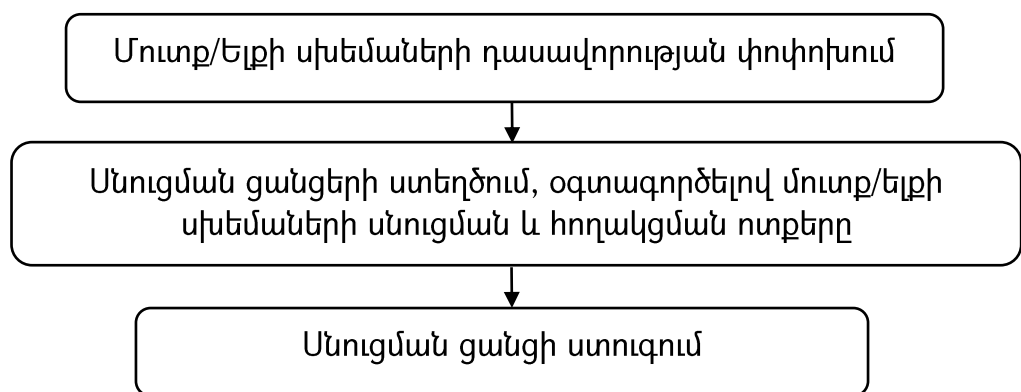 Մուտք/Ելքի սխեմաների դասավորության փոփոխում
Սնուցման ցանցերի ստեղծում, օգտագործելով մուտք/ելքի
սխեմաների սնուցման և հողակցման ոտքերը
Սնուցման ցանցի ստուգում